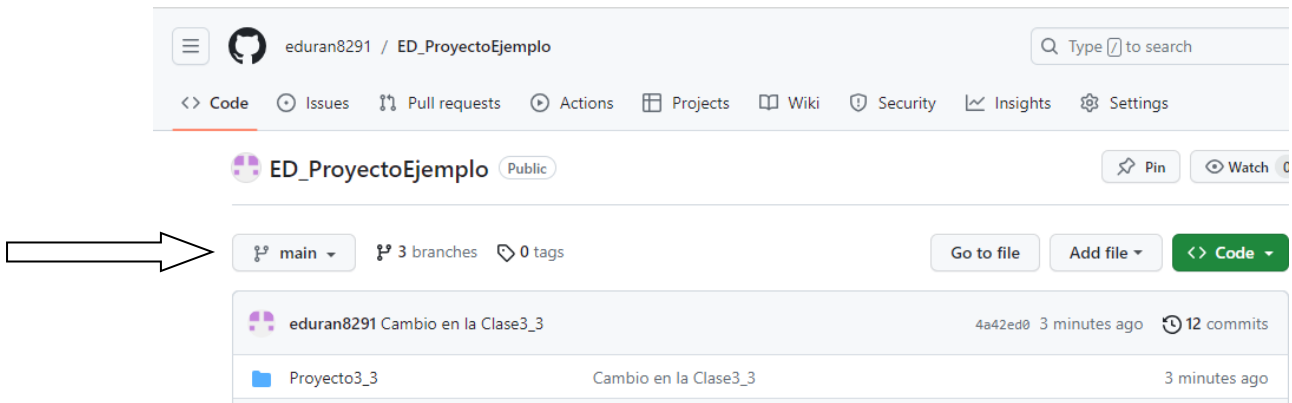 eduran8291 / ED_ProyectoEjemplo Type / to search
Code Issues Pull requests Actions Projects Wiki Security Insights Settings
ED_ProyectoEjemplo Public Pin Watch 0
main 3 branches 0 tags Go to file Add file <> Code
eduran8291 Cambio en la Clase3_3 4a42ed0 3 minutes ago 12 commits
Proyecto3_3 Cambio en la Clase3_3 3 minutes ago